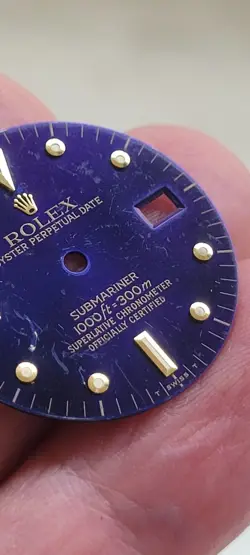 ROLEX
OYSTER PERPETUAL DATE
SUBMARINER
1000ft=300m
SUPERLATIVE CHRONOMETER
OFFICIALLY CERTIFIED
T SWISS T